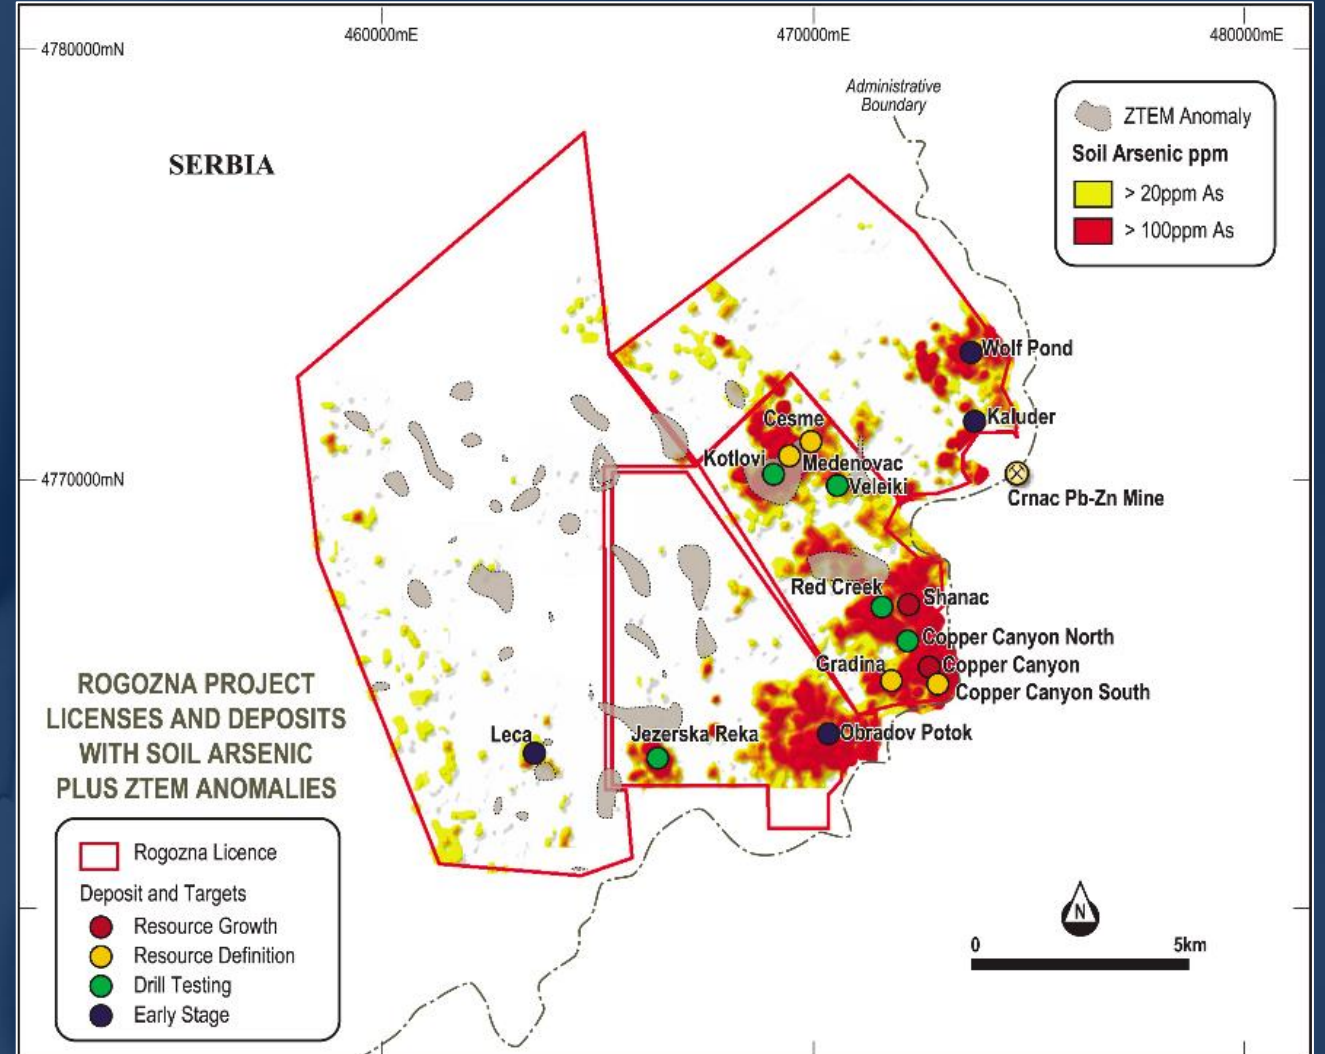 460000mE
470000mE
480000mE
4780000mN
Administrative
Boundary
ZTEM Anomaly
Soil Arsenic ppm
> 20ppm As
> 100ppm As
SERBIA
Wolf Pond
Kaluder
Cesme
Kotlovi
Medenovac
4770000mN
Veleiki
Crnac Pb-Zn Mine
Red Creek
Shanac
Copper Canyon North
Gradina
Copper Canyon
Copper Canyon South
ROGOZNA PROJECT
LICENSES AND DEPOSITS
WITH SOIL ARSENIC
PLUS ZTEM ANOMALIES
Leca
Jezerska Reka
Obradov Potok
Rogozna Licence
Deposit and Targets
Resource Growth
Resource Definition
Drill Testing
Early Stage
N
0
5km